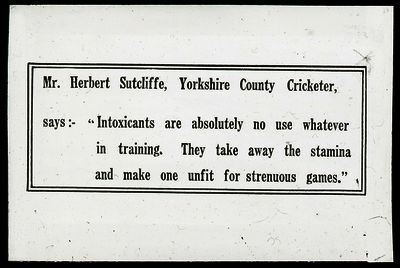 Mr. Herbert Sutcliffe, Yorkshire County Cricketer,
says :- "Intoxicants are absolutely no use whatever
in training. They take away the stamina
and make one unfit for strenuous games."